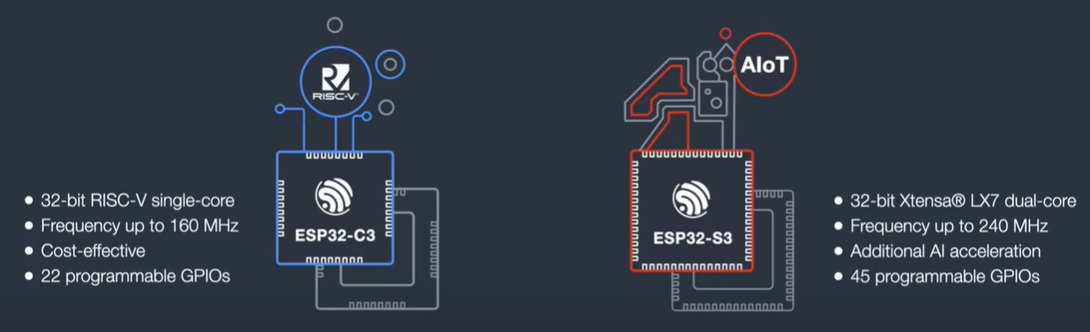 RISC-V®
ESP32-C3
• 32-bit RISC-V single-core
• Frequency up to 160 MHz
• Cost-effective
• 22 programmable GPIOs
AIoT
ESP32-S3
• 32-bit Xtensa® LX7 dual-core
• Frequency up to 240 MHz
• Additional AI acceleration
• 45 programmable GPIOs